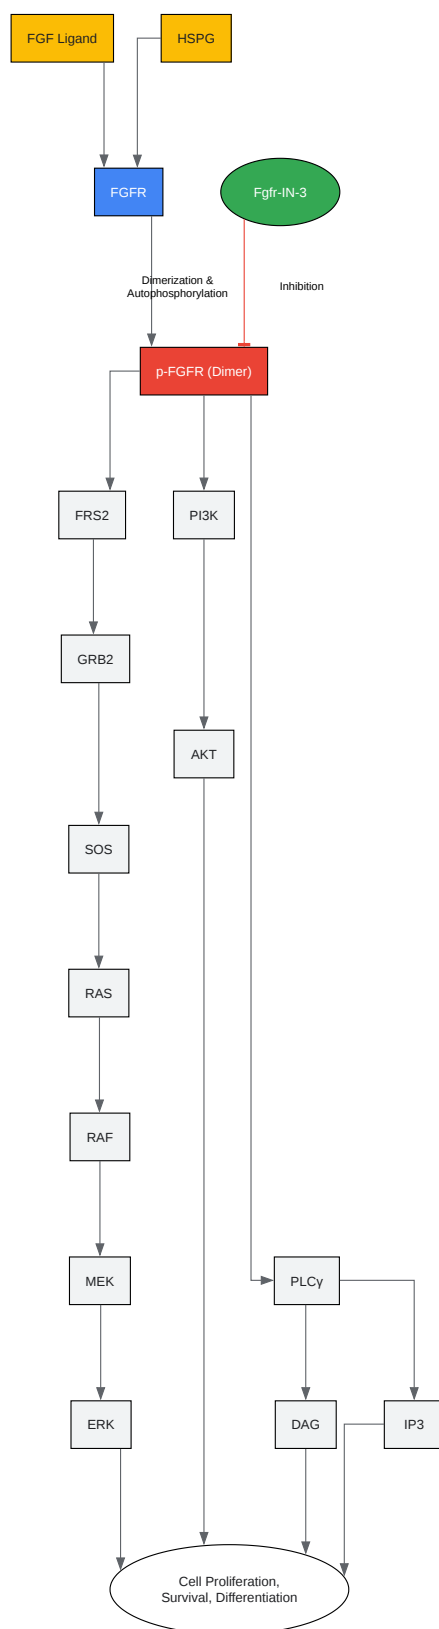 FGF Ligand
HSPG
FGFR
Fgfr-IN-3
Dimerization &
Autophosphorylation
Inhibition
p-FGFR (Dimer)
FRS2
PI3K
GRB2
AKT
SOS
RAS
RAF
MEK
PLCγ
ERK
DAG
IP3
Cell Proliferation,
Survival, Differentiation